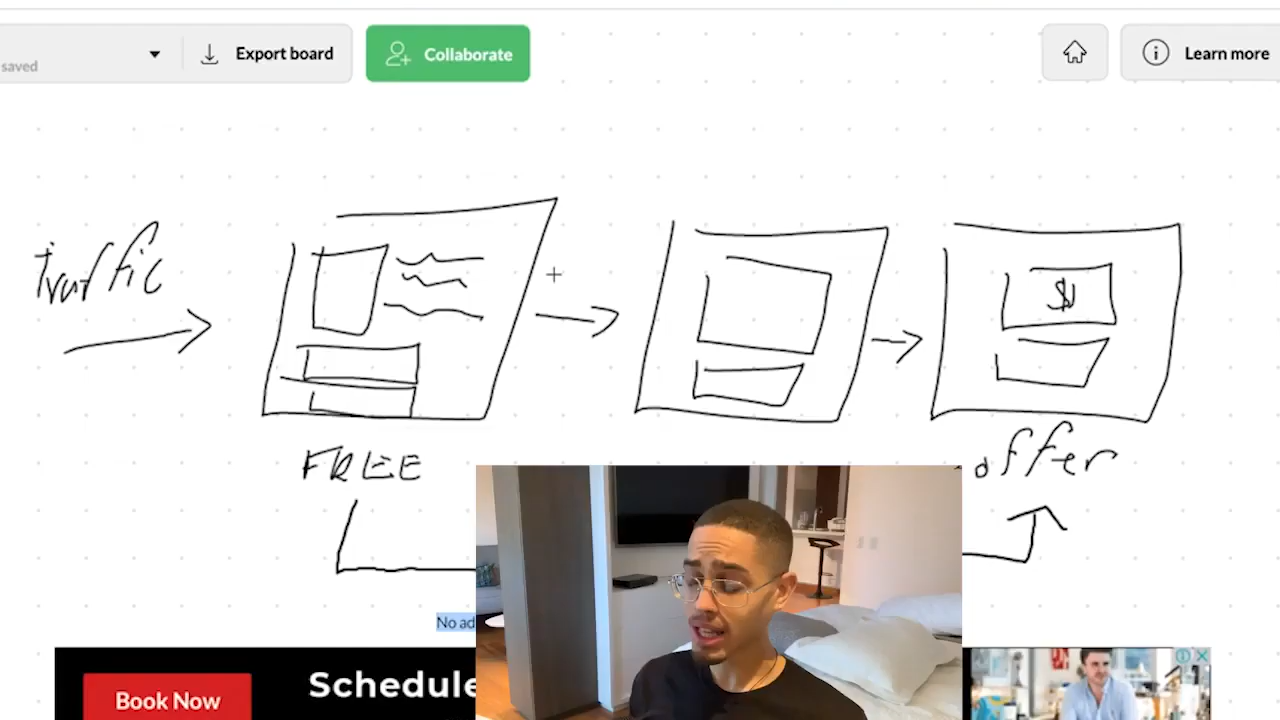 saved
Export board
Collaborate
Learn more
traffic
$
FREE
offer
No ad
Schedule
Book Now